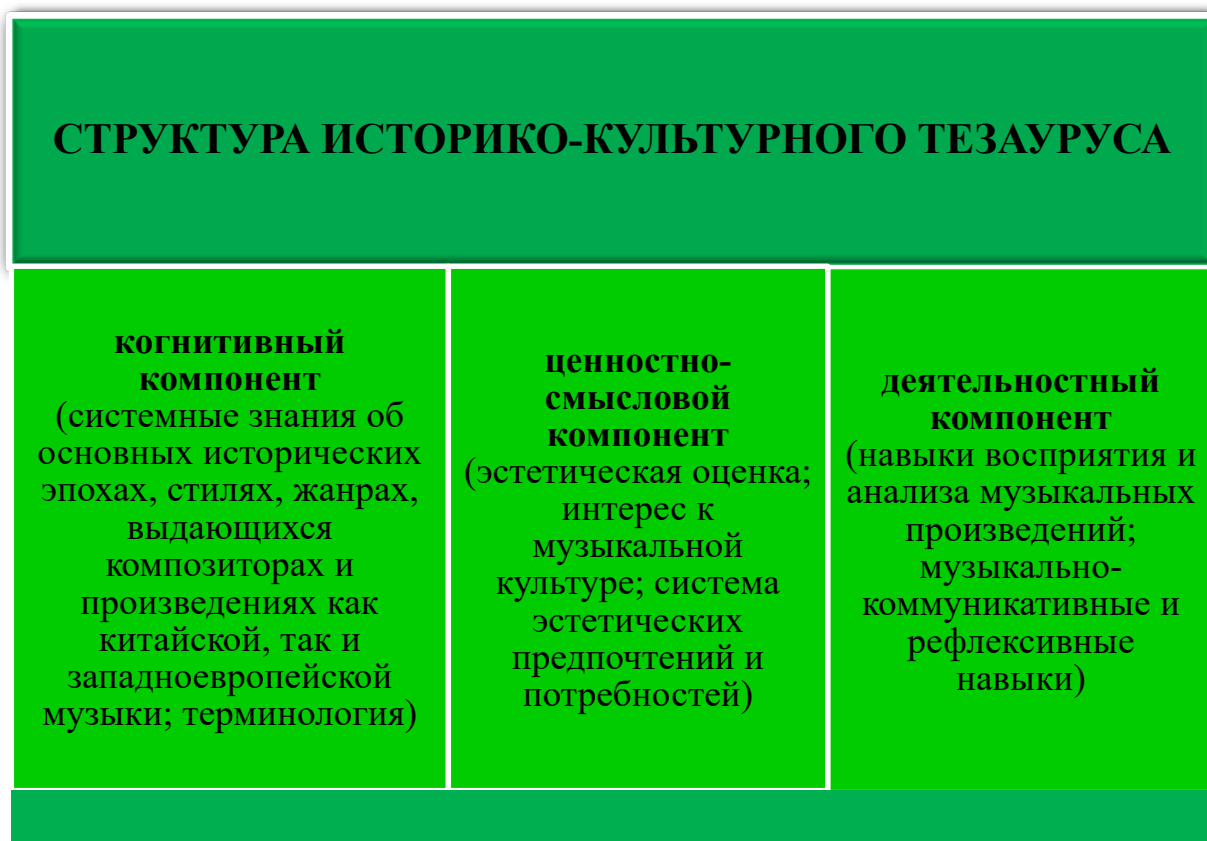 СТРУКТУРА ИСТОРИКО-КУЛЬТУРНОГО ТЕЗАУРУСА
когнитивный
компонент
(системные знания об
основных исторических
эпохах, стилях, жанрах,
выдающихся
композиторах и
произведениях как
китайской, так и
западноевропейской
музыки; терминология)
ценностно-
смысловой
компонент
(эстетическая оценка;
интерес к
музыкальной
культуре; система
эстетических
предпочтений и
потребностей)
деятельностный
компонент
(навыки восприятия и
анализа музыкальных
произведений;
музыкально-
коммуникативные и
рефлексивные
навыки)